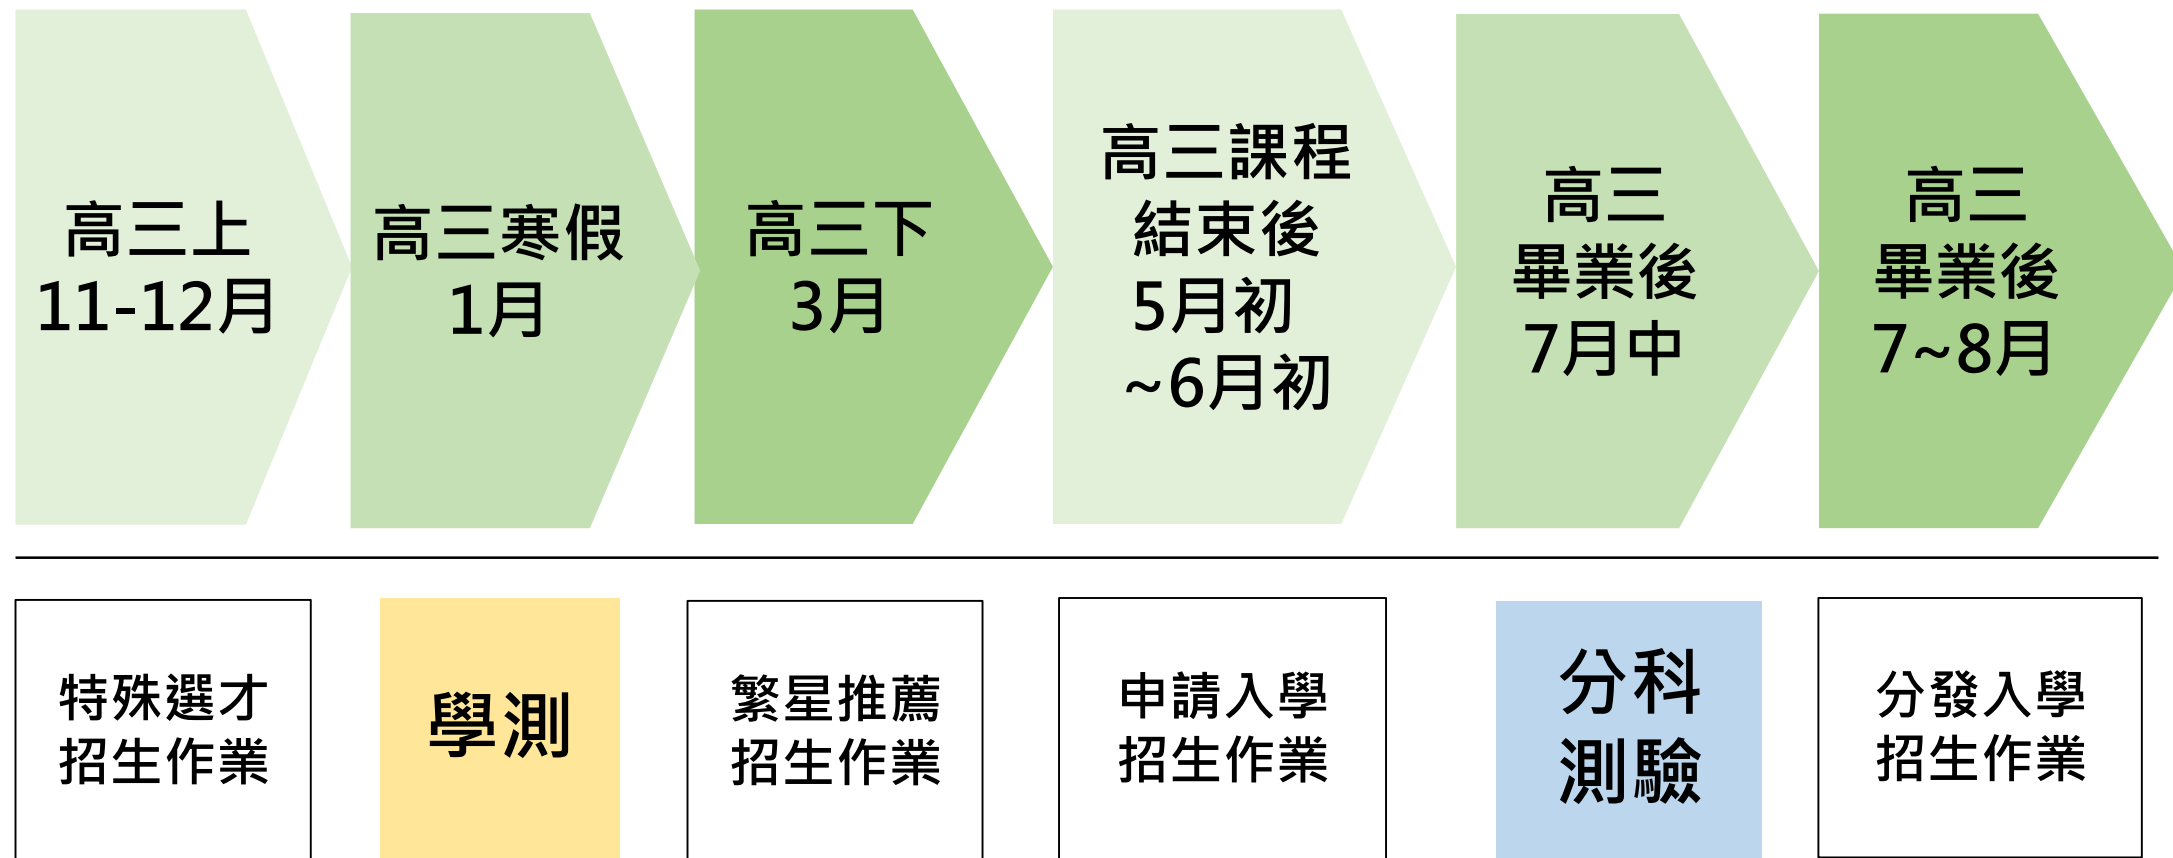 高三上
11-12月
高三寒假
1月
高三下
3月
高三課程
結束後
5月初
~6月初
高三
畢業後
7月中
高三
畢業後
7~8月
特殊選才
招生作業
學測
繁星推薦
招生作業
申請入學
招生作業
分科
測驗
分發入學
招生作業